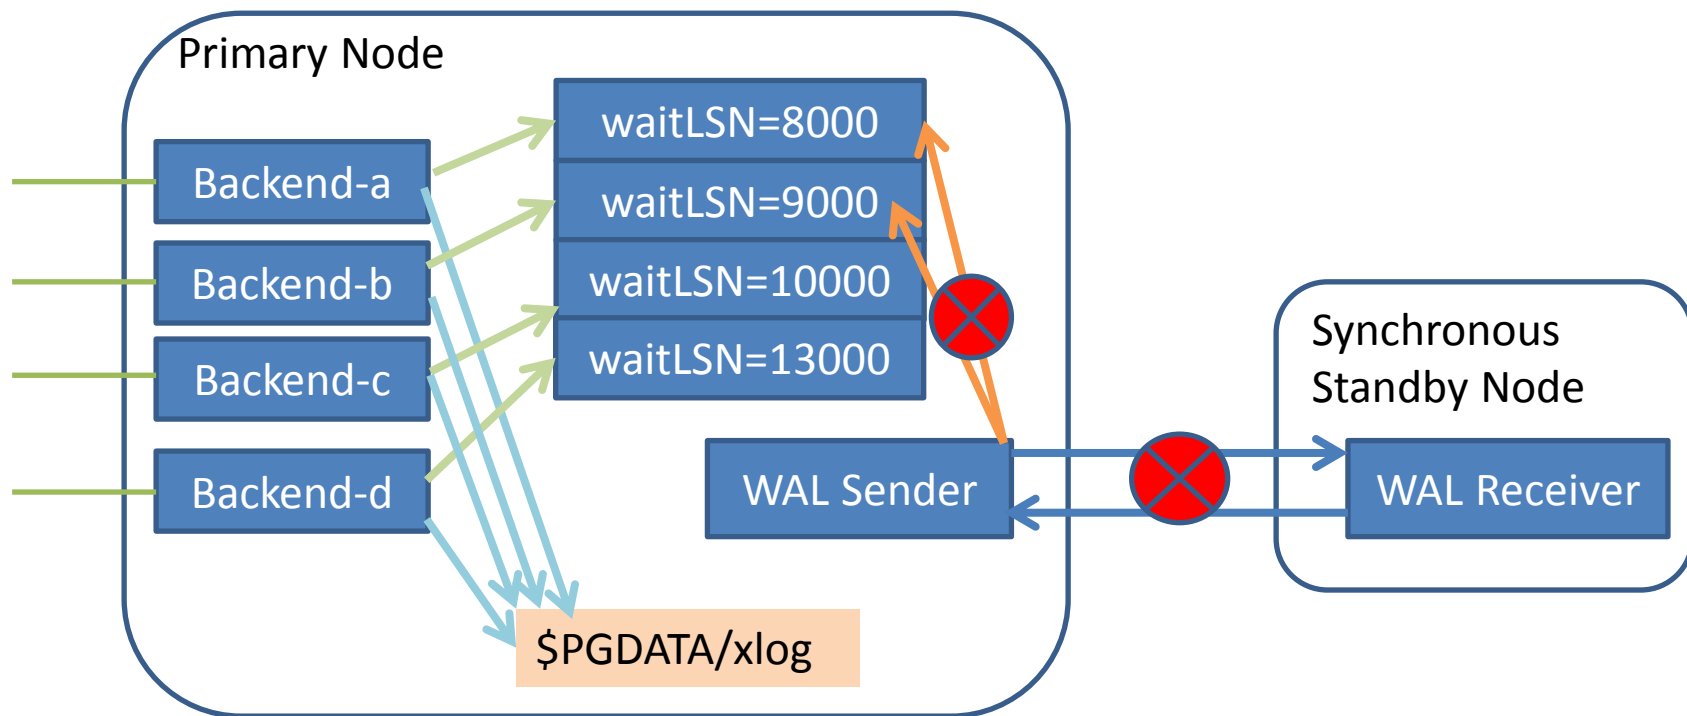 Primary Node
waitLSN=8000
waitLSN=9000
waitLSN=10000
waitLSN=13000
Backend-a
Backend-b
Backend-c
Backend-d
WAL Sender
$PGDATA/xlog
Synchronous
Standby Node
WAL Receiver